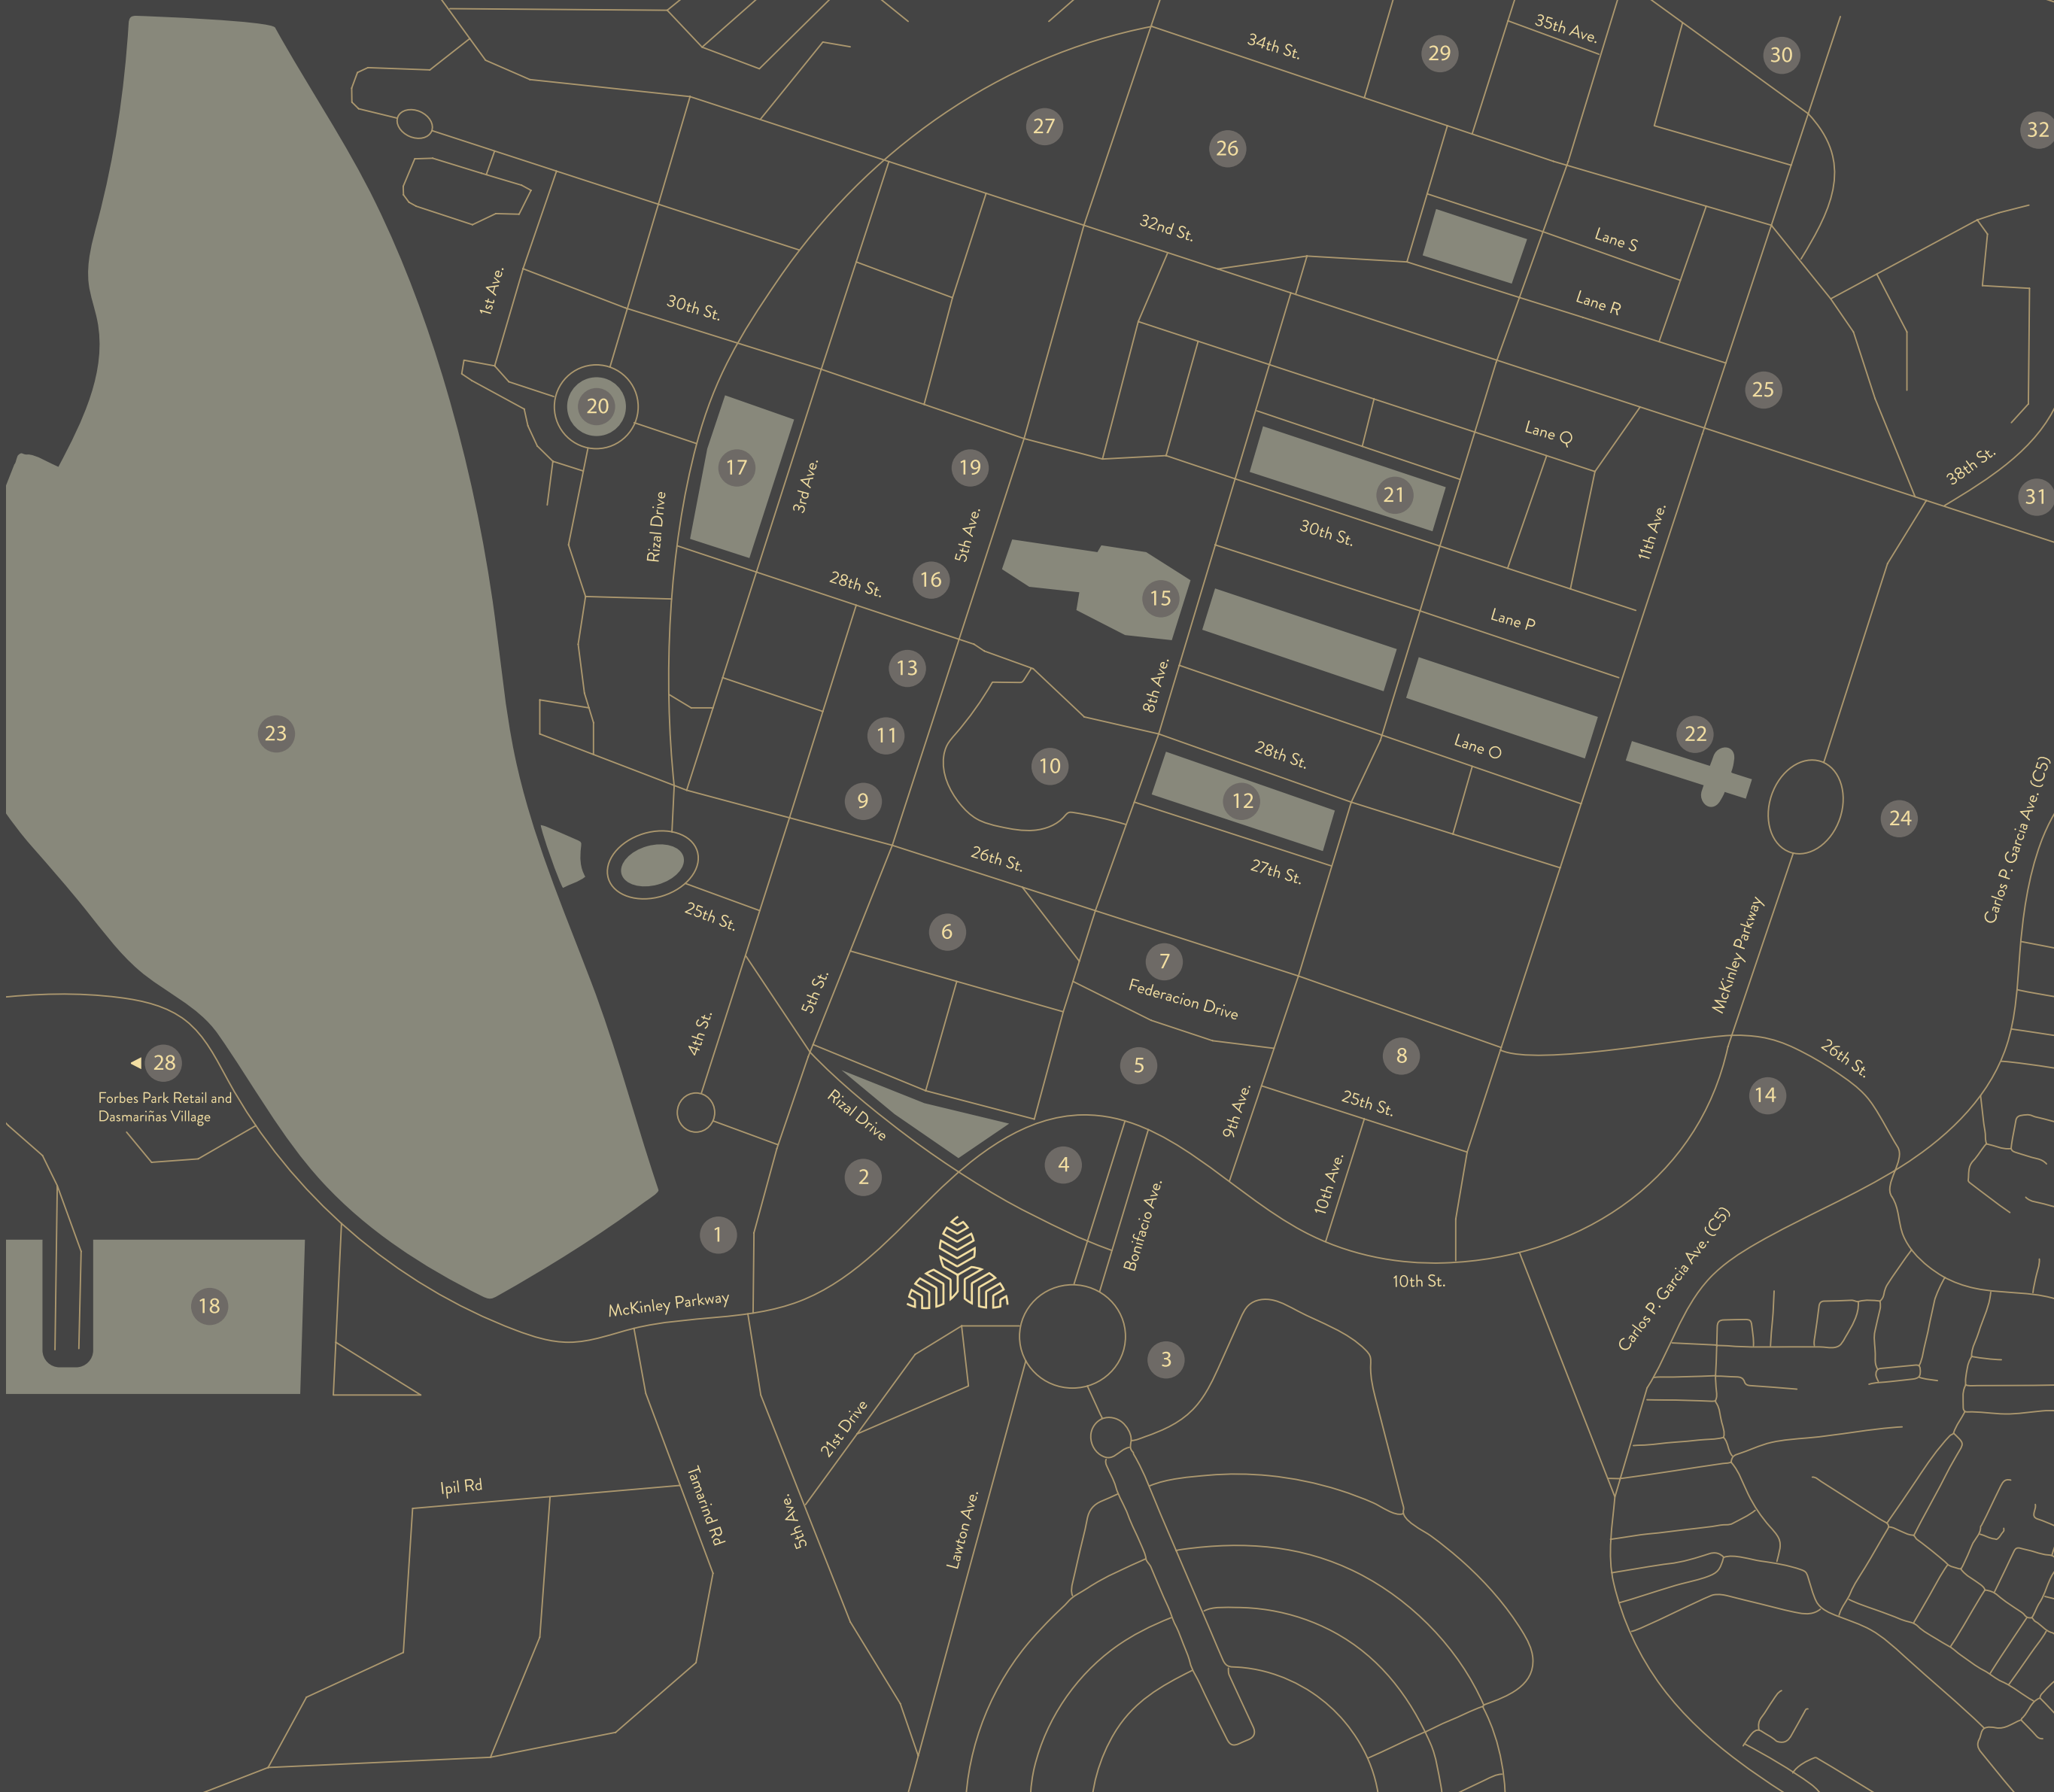 35th Ave.
34th St.
29
30
27
26
32
32nd St.
Lane S
1st Ave.
30th St.
Lane R
25
20
Lane Q
17
3rd Ave.
19
38th St.
21
31
Rizal Drive
5th Ave.
30th St.
11th Ave.
28th St.
16
15
Lane P
13
8th Ave.
23
11
28th St.
Lane O
22
10
9
12
24
Carlos P. Garcia Ave. (C5)
26th St.
27th St.
25th St.
6
7
McKinley Parkway
5th St.
Federacion Drive
4th St.
8
26th St.
28
5
Forbes Park Retail and
Dasmariñas Village
14
Rizal Drive
9th Ave.
25th St.
2
4
10th Ave.
1
Bonifacio Ave.
Carlos P. Garcia Ave. (C5)
10th St.
18
McKinley Parkway
3
21st Drive
Ipil Rd
Tamarind Rd
5th Ave.
Lawton Ave.